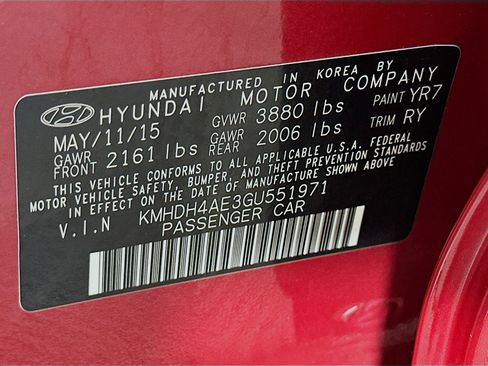 MANUFACTURED IN KOREA BY
HYUNDAI MOTOR COMPANY
MAY/11/15 GVWR 3880 lbs PAINT YR7
GAWR FRONT 2161 lbs GAWR REAR 2006 lbs TRIM RY
THIS VEHICLE CONFORMS TO ALL APPLICABLE U.S.A. FEDERAL
MOTOR VEHICLE SAFETY, BUMPER, AND THEFT PREVENTION STANDARDS
IN EFFECT ON THE DATE OF MANUFACTURE SHOWN ABOVE.
V.I.N KMHDH4AE3GU551971
PASSENGER CAR